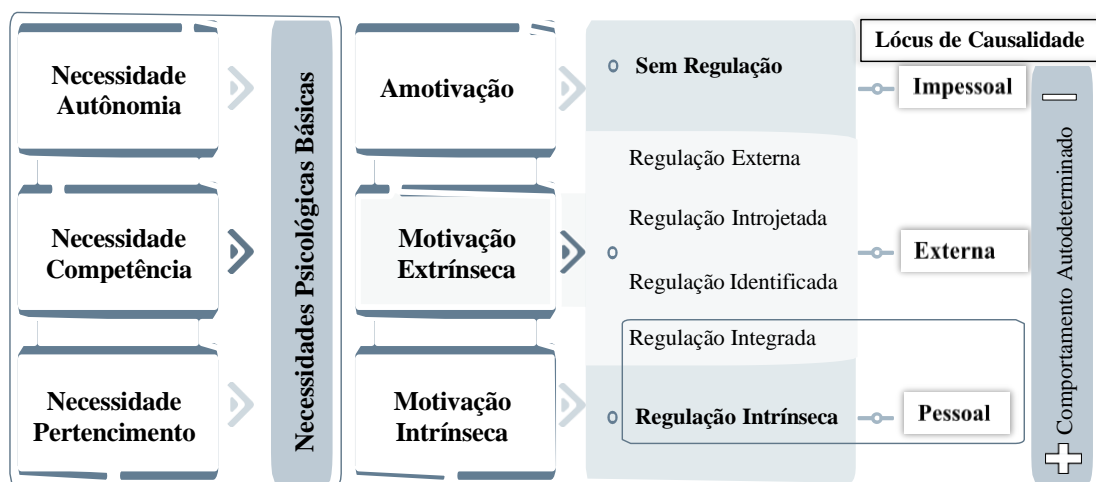 Necessidade
Autônomia
Necessidade
Competência
Necessidade
Pertencimento
Necessidades Psicológicas Básicas
Amotivação
Motivação
Extrínseca
Motivação
Intrínseca
Sem Regulação
Regulação Externa
Regulação Introjetada
Regulação Identificada
Regulação Integrada
Regulação Intrínseca
Lócus de Causalidade
Impessoal
Externa
Pessoal
Comportamento Autodeterminado